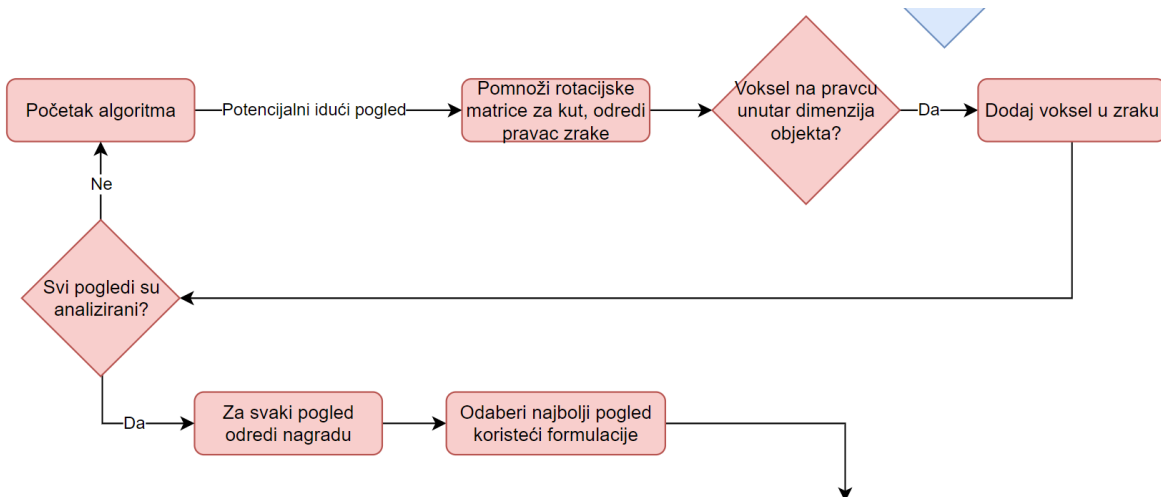 Početak algoritma
Potencijalni idući pogled
Pomnoži rotacijske
matrice za kut, odredi
pravac zrake
Voksel na pravcu
unutar dimenzija
objekta?
Da
Dodaj voksel u zraku
Ne
Svi pogledi su
analizirani?
Da
Za svaki pogled
odredi nagradu
Odaberi najbolji pogled
koristeći formulacije